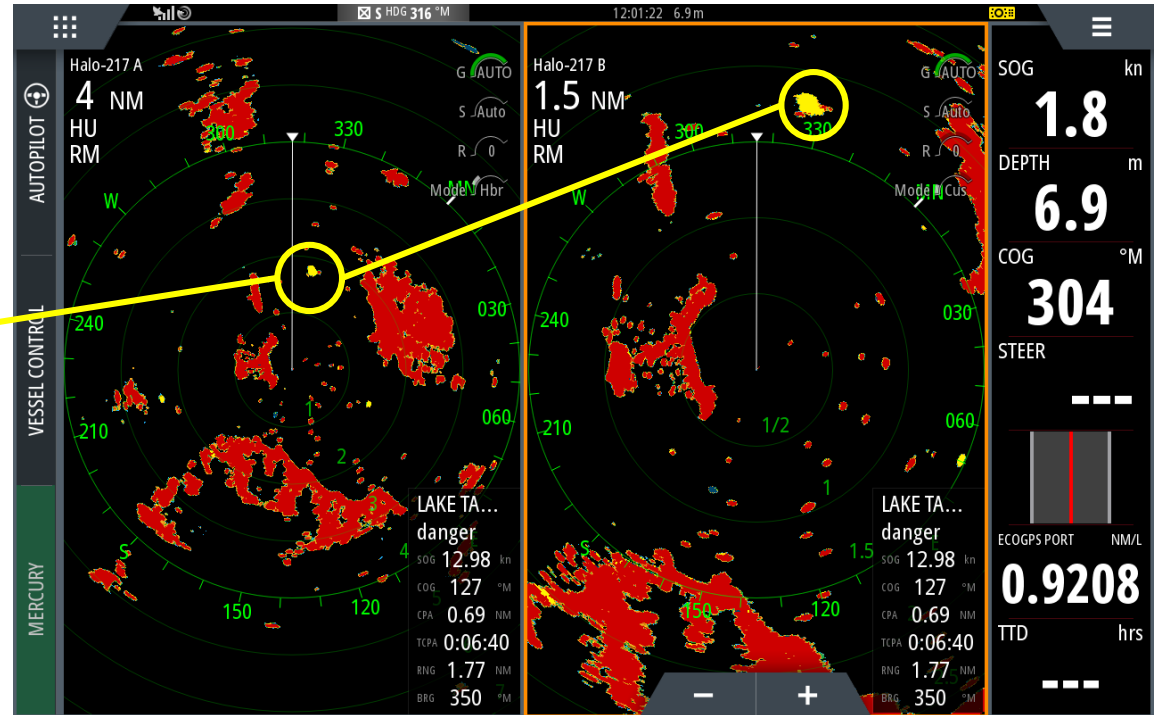 S HDG 316 °M
12:01:22 6.9 m
AUTOPILOT
VESSEL CONTROL
MERCURY
Halo-217 A
4 NM
HU
RM
G AUTO
S Auto
R 0
Mode Hbr
300
330
W
N
240
030
210
060
S
150
120
1
2
3
4
5
LAKE TA...
danger
SOG 12.98 kn
COG 127 °M
CPA 0.69 NM
TCPA 0:06:40
RNG 1.77 NM
BRG 350 °M
Halo-217 B
1.5 NM
HU
RM
G AUTO
S Auto
R 0
Mode Cus
300
330
W
N
240
030
210
060
S
E
150
120
1/2
1
1.5
2.5
LAKE TA...
danger
SOG 12.98 kn
COG 127 °M
CPA 0.69 NM
TCPA 0:06:40
RNG 1.77 NM
BRG 350 °M
− +
SOG kn
1.8
DEPTH m
6.9
COG °M
304
STEER
---
ECOGPS PORT NM/L
0.9208
TTD hrs
---